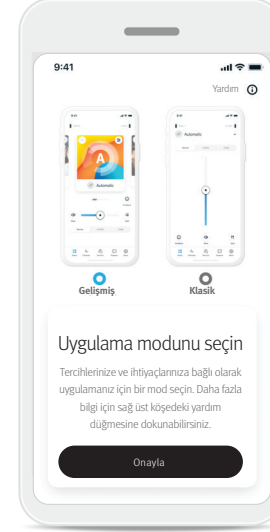 9:41
Yardım
Automatic
Automatic
A
Gelişmiş
Klasik
Uygulama modunu seçin
Tercihlerinize ve ihtiyaçlarınıza bağlı olarak
uygulamanız için bir mod seçin. Daha fazla
bilgi için sağ üst köşedeki yardım
düğmesine dokunabilirsiniz.
Onayla